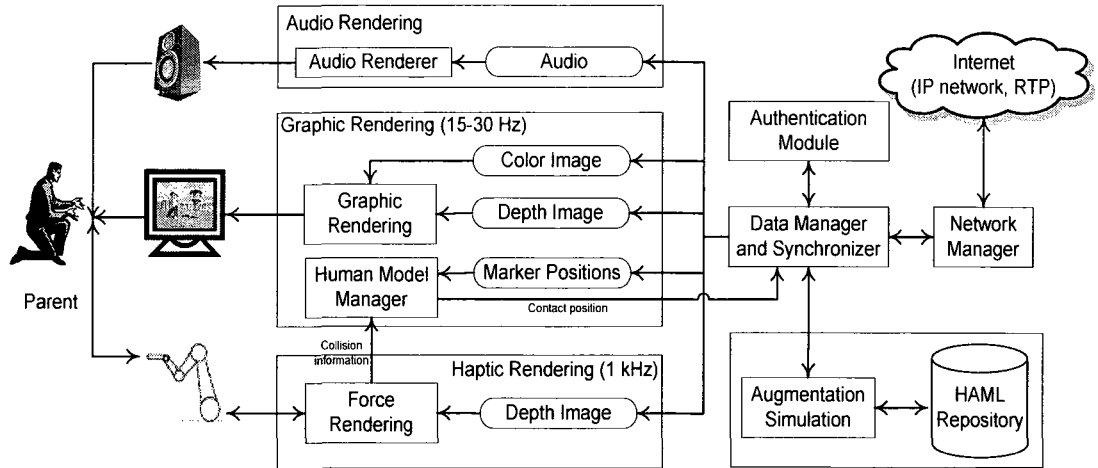 Audio Rendering
Audio Renderer
Audio
Internet
(IP network, RTP)
Graphic Rendering (15-30 Hz)
Color Image
Authentication
Module
Graphic
Rendering
Depth Image
Data Manager
and Synchronizer
Network
Manager
Human Model
Manager
Marker Positions
Contact position
Parent
Collision
information
Haptic Rendering (1 kHz)
Force
Rendering
Depth Image
Augmentation
Simulation
HAML
Repository